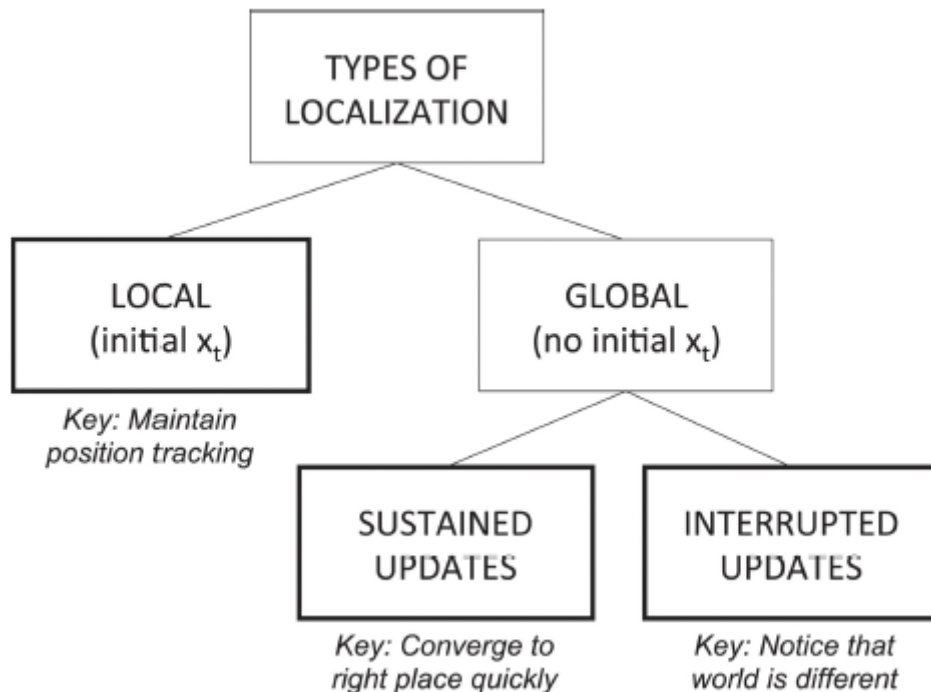 TYPES OF
LOCALIZATION
LOCAL
(initial xₜ)
Key: Maintain
position tracking
GLOBAL
(no initial xₜ)
SUSTAINED
UPDATES
Key: Converge to
right place quickly
INTERRUPTED
UPDATES
Key: Notice that
world is different